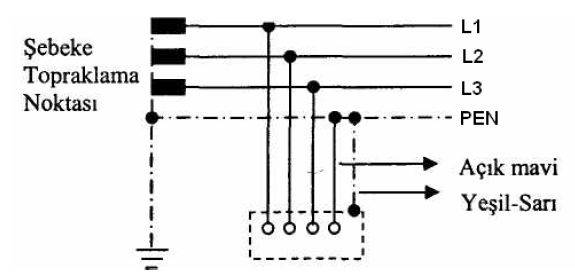 L1
L2
L3
PEN
Şebeke
Topraklama
Noktası
Açık mavi
Yeşil-Sarı